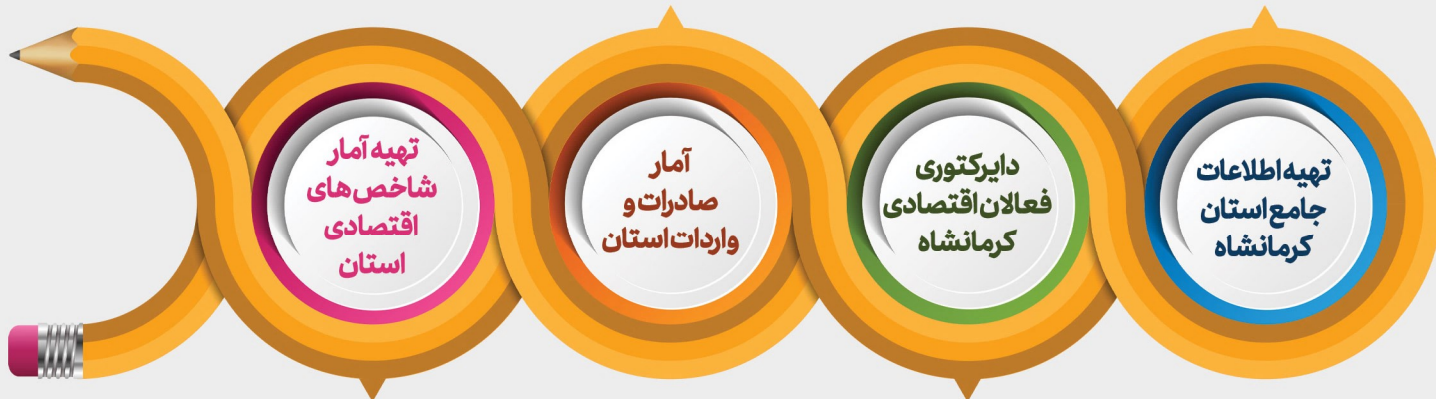 تهیه اطلاعات
جامع استان
کرمانشاه
دایرکتوری
فعالان اقتصادی
کرمانشاه
آمار
صادرات و
واردات استان
تهیه آمار
شاخص‌های
اقتصادی
استان